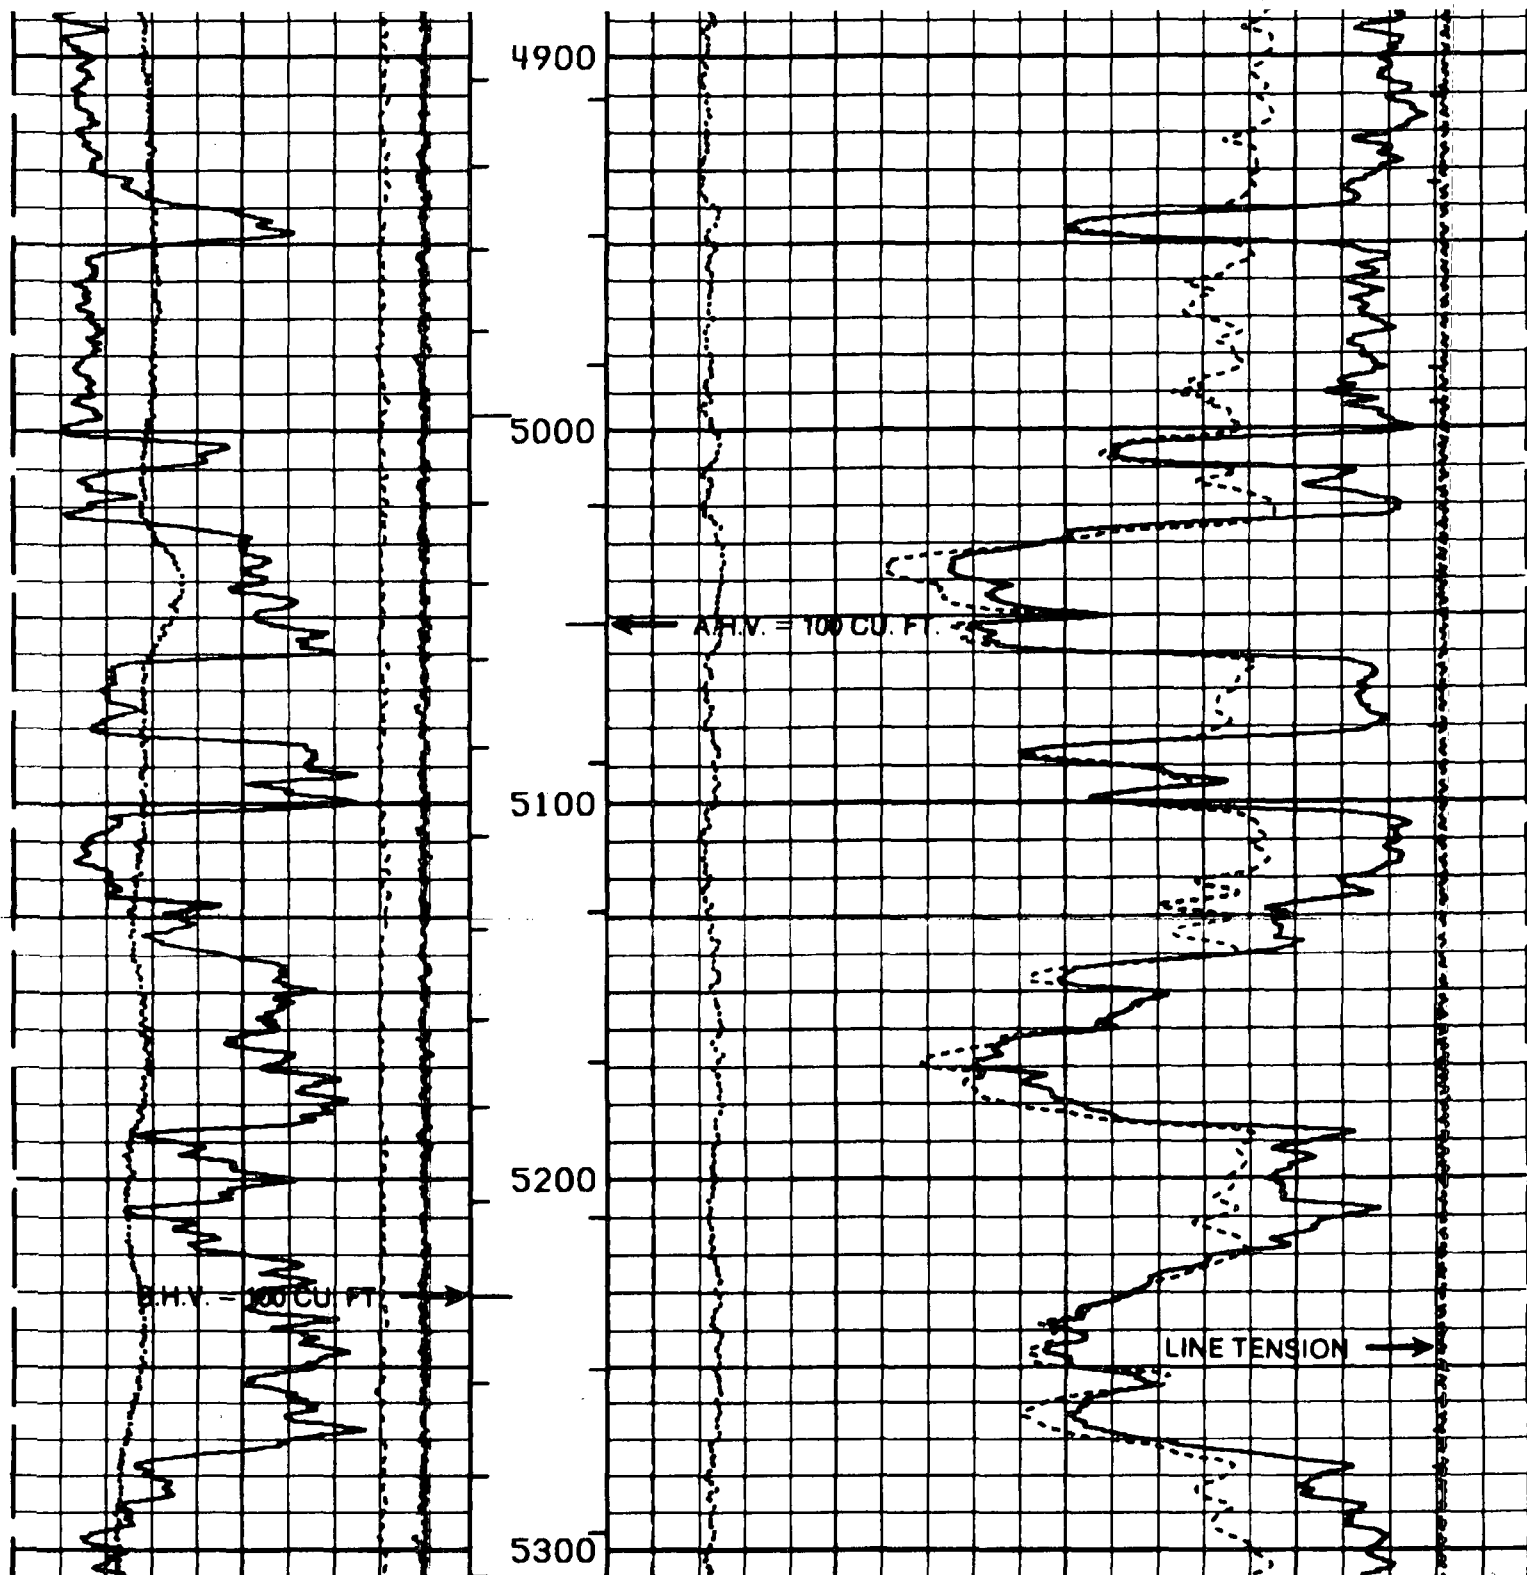 4900
5000
A.H.V. = 100 CU. FT.
5100
5200
B.H.V. = 100 CU. FT.
LINE TENSION
5300